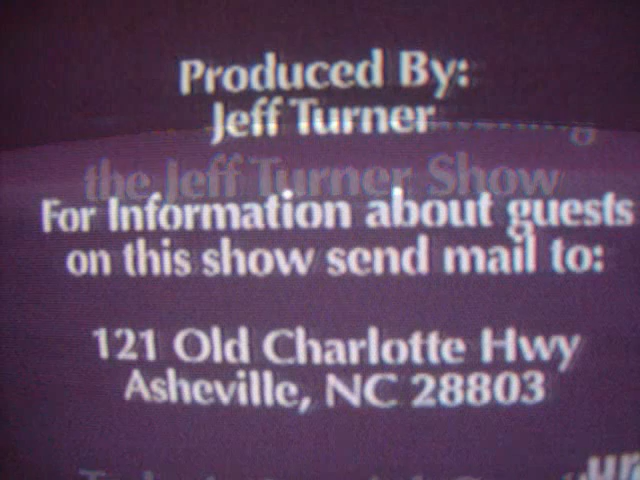 Produced By:
Jeff Turner
the Jeff Turner Show
For Information about guests
on this show send mail to:
121 Old Charlotte Hwy
Asheville, NC 28803